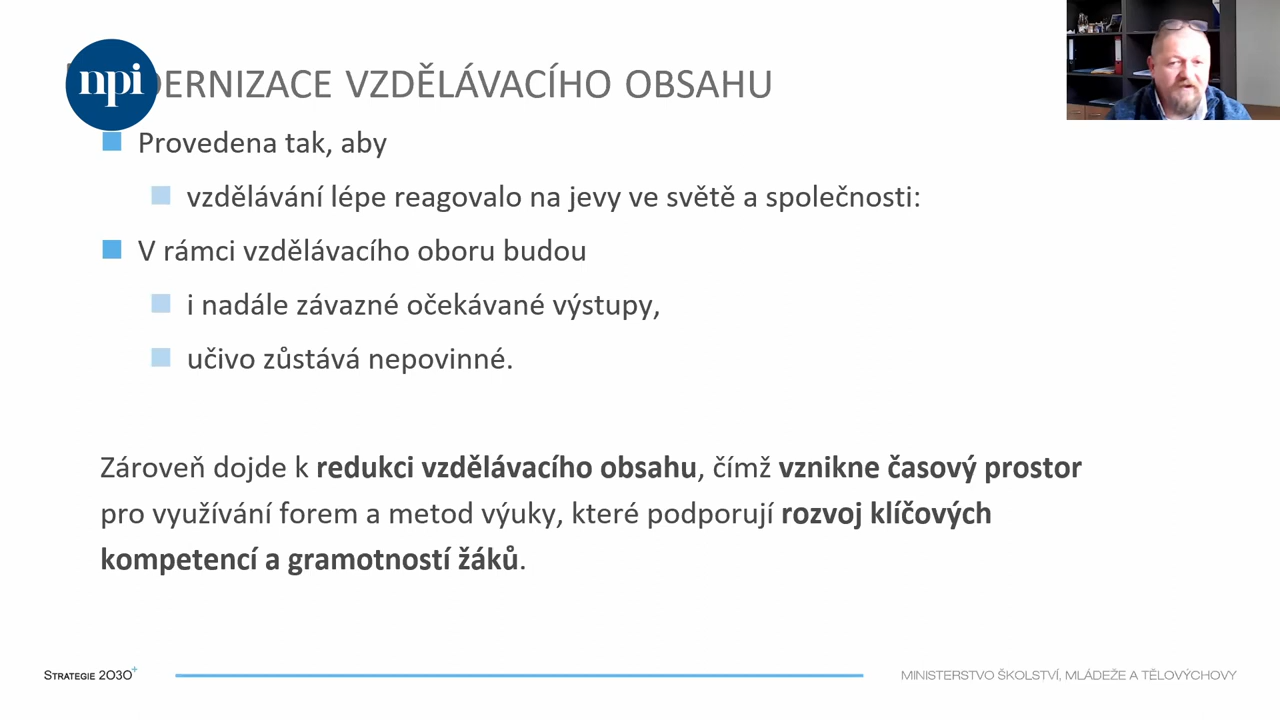 npi
DERNIZACE VZDĚLÁVACÍHO OBSAHU
Provedena tak, aby
vzdělávání lépe reagovalo na jevy ve světě a společnosti:
V rámci vzdělávacího oboru budou
i nadále závazné očekávané výstupy,
učivo zůstává nepovinné.
Zároveň dojde k redukci vzdělávacího obsahu, čímž vznikne časový prostor
pro využívání forem a metod výuky, které podporují rozvoj klíčových
kompetencí a gramotností žáků.
STRATEGIE 2030+
MINISTERSTVO ŠKOLSTVÍ, MLÁDEŽE A TĚLOVÝCHOVY